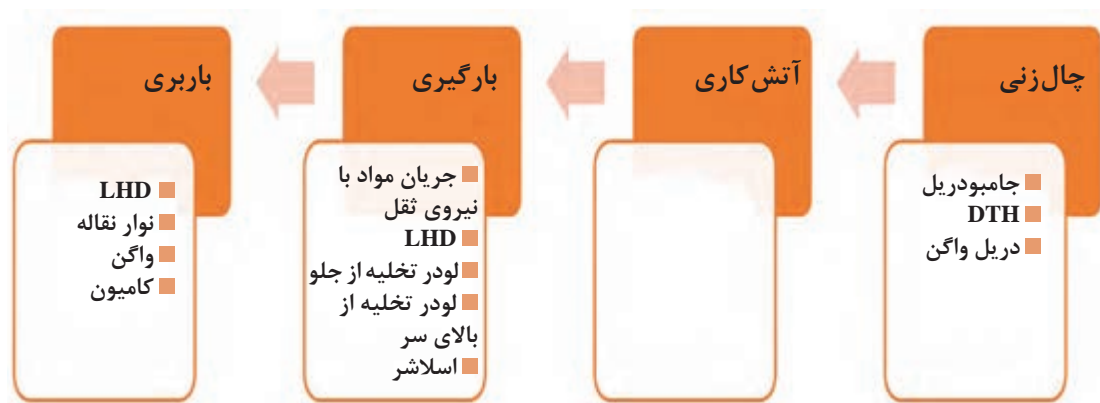 چال‌زنی
جامبودریل
DTH
دریل واگن
آتش‌کاری
بارگیری
جریان مواد با
نیروی ثقل
LHD
لودر تخلیه از جلو
لودر تخلیه از
بالای سر
اسلاشر
باربری
LHD
نوار نقاله
واگن
کامیون